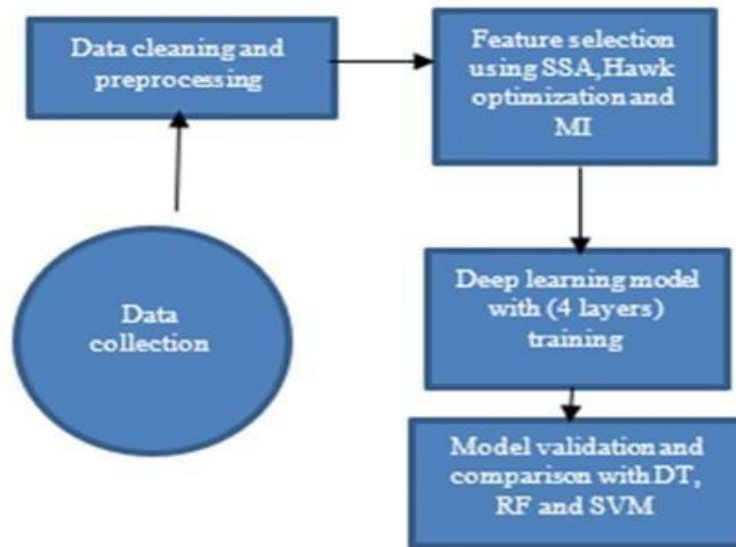 Data cleaning and
preprocessing
Feature selection
using SSA,Hawk
optimization and
MI
Data
collection
Deep learning model
with (4 layers)
training
Model validation and
comparison with DT,
RF and SVM